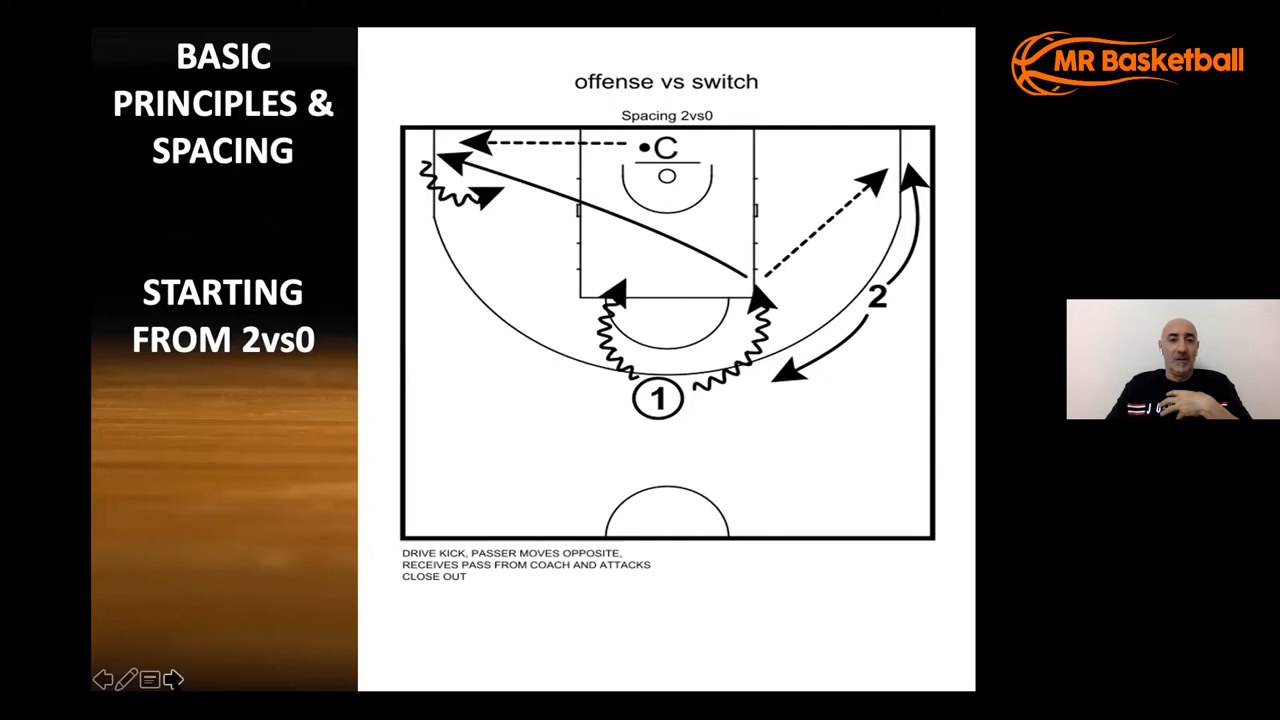 BASIC
PRINCIPLES &
SPACING
STARTING
FROM 2vs0
offense vs switch
Spacing 2vs0
C
2
1
DRIVE KICK, PASSER MOVES OPPOSITE,
RECEIVES PASS FROM COACH AND ATTACKS
CLOSE OUT
MR Basketball